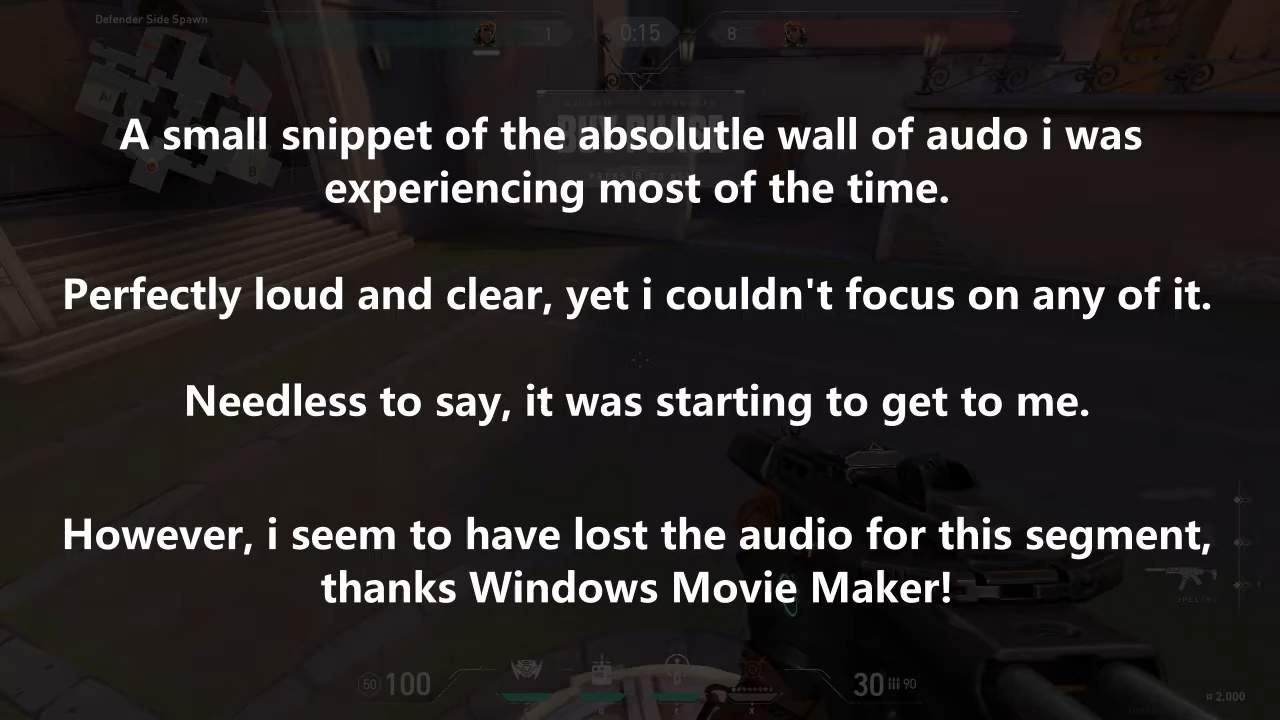 Defender Side Spawn
1 0:15 8
A small snippet of the absolutle wall of audo i was
experiencing most of the time.
Perfectly loud and clear, yet i couldn't focus on any of it.
Needless to say, it was starting to get to me.
However, i seem to have lost the audio for this segment,
thanks Windows Movie Maker!
SPECTRE
50 100
30 90
2,000